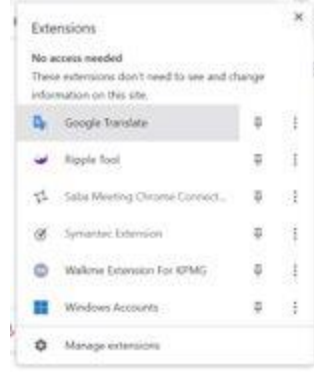 Extensions
No access needed
These extensions don't need to see and change
information on this site.
Google Translate
Ripple Tool
Saba Meeting Chrome Connect...
Symantec Extension
Walkme Extension For KPMG
Windows Accounts
Manage extensions